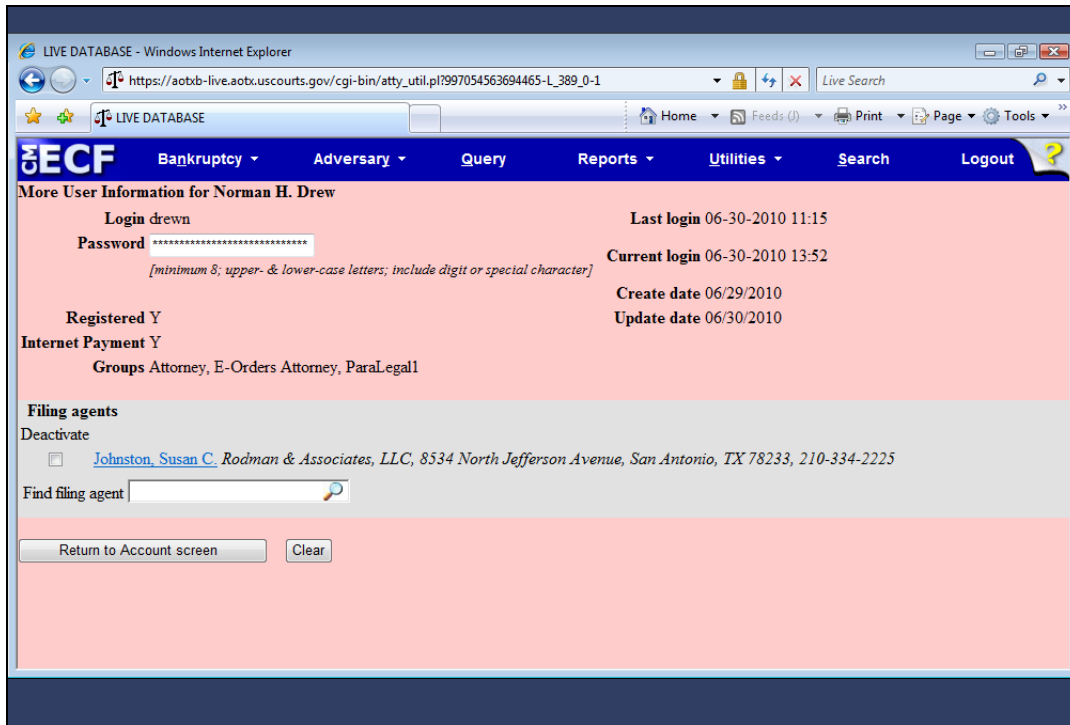 LIVE DATABASE - Windows Internet Explorer
https://aotxb-live.aotx.uscourts.gov/cgi-bin/atty_util.pl?997054563694465-L_389_0-1 Live Search
LIVE DATABASE Home Feeds (J) Print Page Tools »
CM ECF Bankruptcy Adversary Query Reports Utilities Search Logout ?
More User Information for Norman H. Drew
Login drewn Last login 06-30-2010 11:15
Password ******************************
Current login 06-30-2010 13:52
[minimum 8; upper- & lower-case letters; include digit or special character]
Create date 06/29/2010
Registered Y Update date 06/30/2010
Internet Payment Y
Groups Attorney, E-Orders Attorney, ParaLegal1
Filing agents
Deactivate
Johnston, Susan C. Rodman & Associates, LLC, 8534 North Jefferson Avenue, San Antonio, TX 78233, 210-334-2225
Find filing agent
Return to Account screen Clear